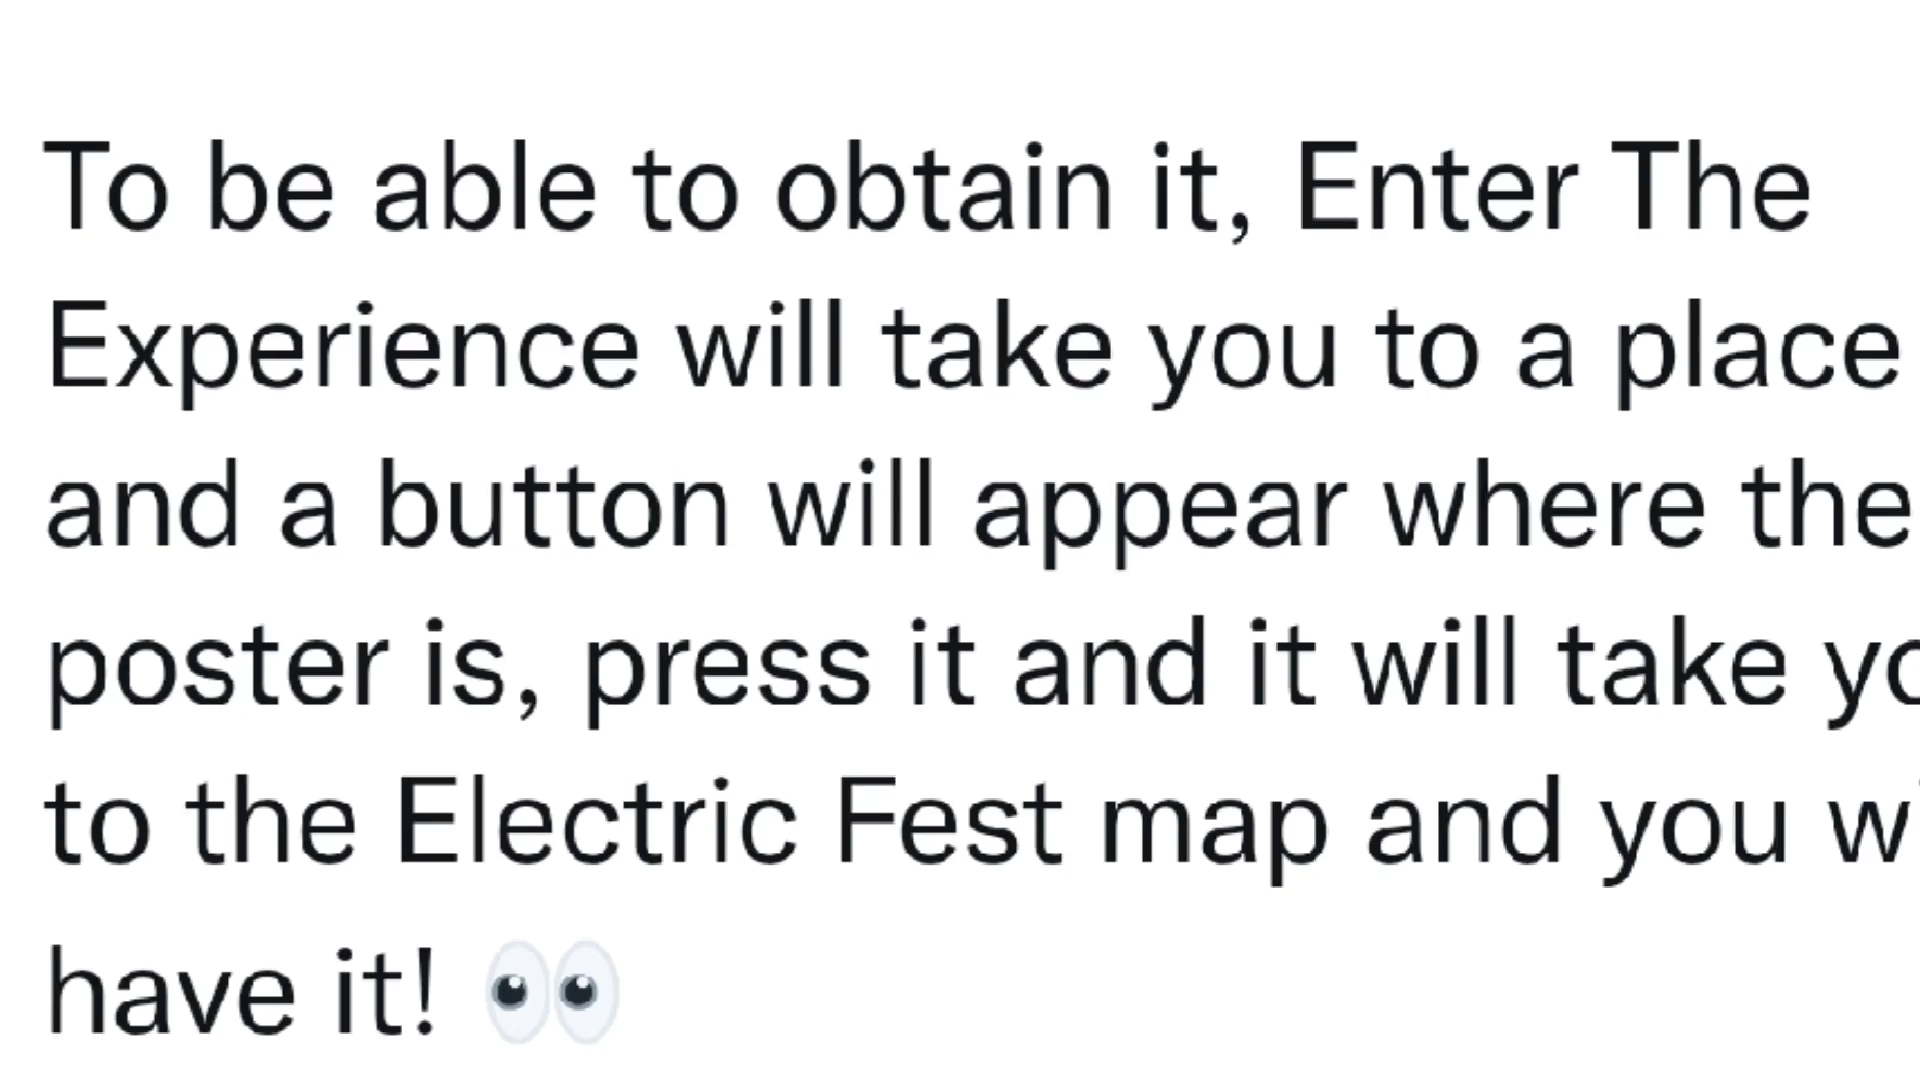 To be able to obtain it, Enter The
Experience will take you to a place
and a button will appear where the
poster is, press it and it will take yo
to the Electric Fest map and you w
have it! 👀